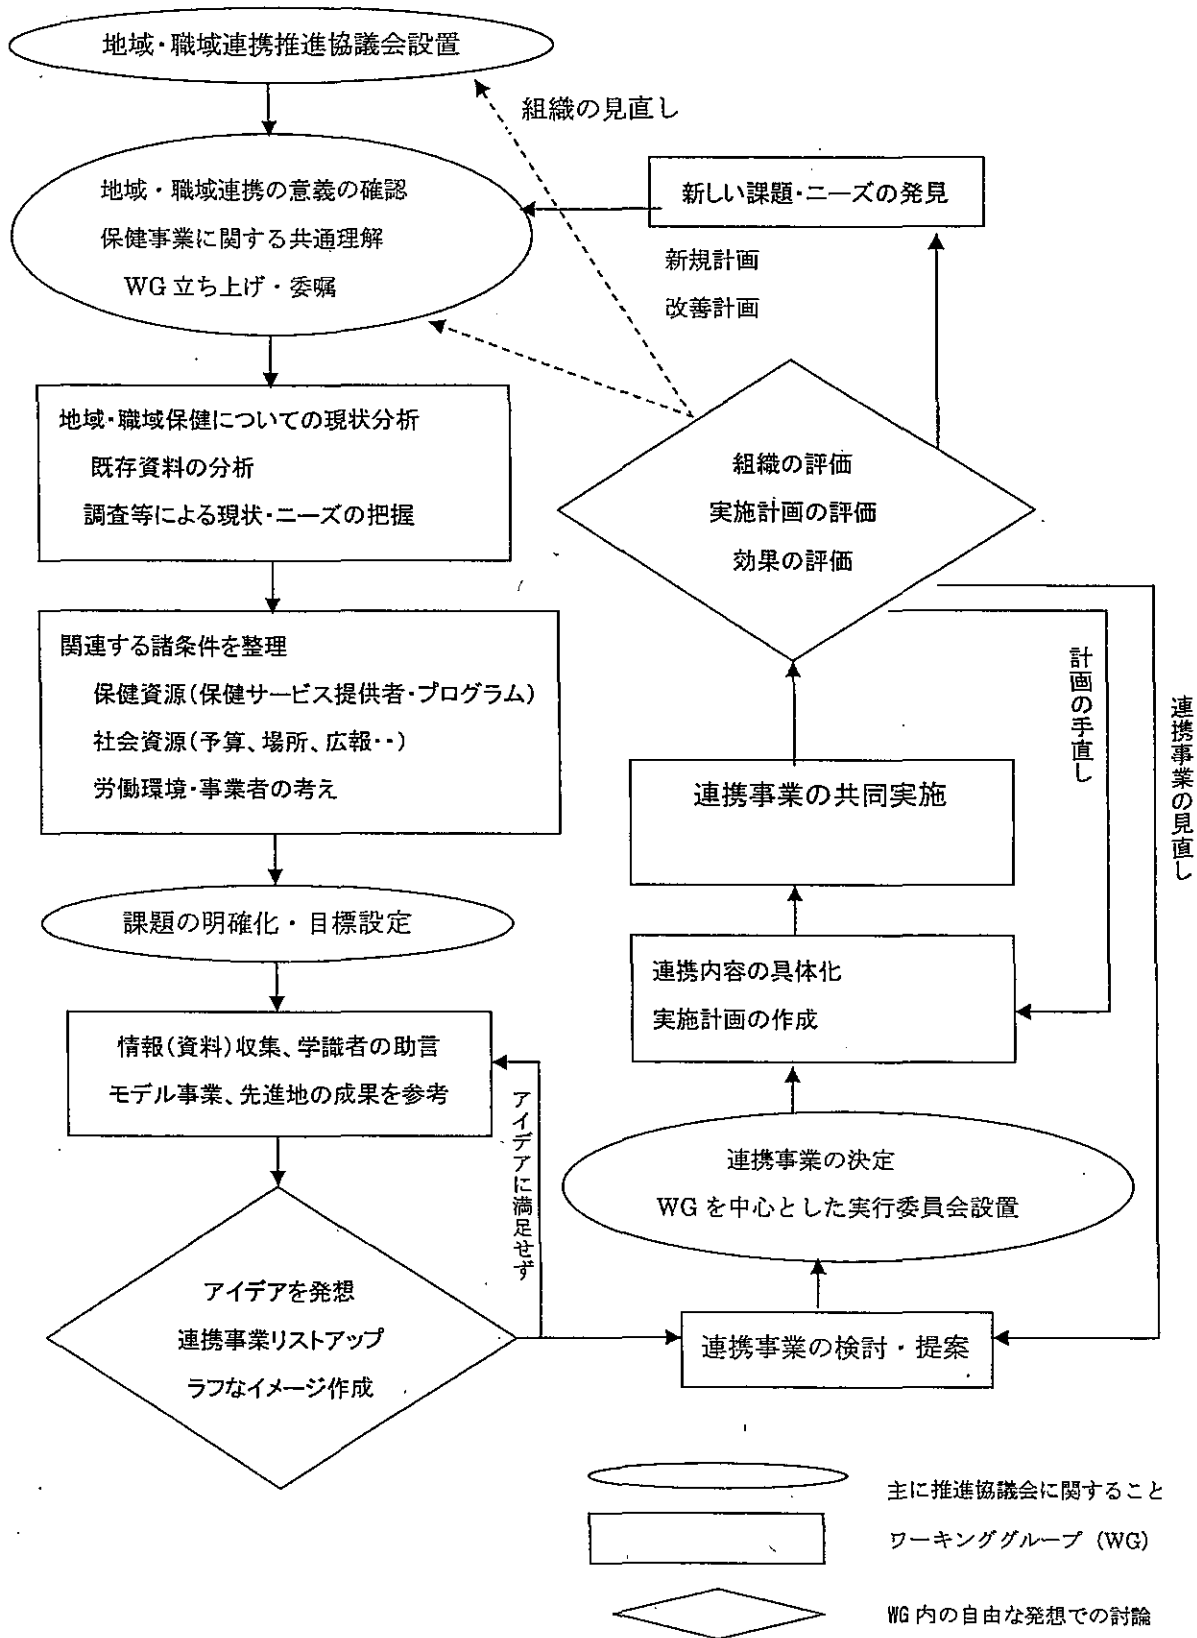 地域・職域連携推進協議会設置
組織の見直し
地域・職域連携の意義の確認
保健事業に関する共通理解
WG 立ち上げ・委嘱
新しい課題・ニーズの発見
新規計画
改善計画
地域・職域保健についての現状分析
既存資料の分析
調査等による現状・ニーズの把握
組織の評価
実施計画の評価
効果の評価
関連する諸条件を整理
保健資源(保健サービス提供者・プログラム)
社会資源(予算、場所、広報・・)
労働環境・事業者の考え
計画の手直し
連携事業の見直し
連携事業の共同実施
課題の明確化・目標設定
連携内容の具体化
実施計画の作成
情報(資料)収集、学識者の助言
モデル事業、先進地の成果を参考
アイデアに満足せず
連携事業の決定
WG を中心とした実行委員会設置
アイデアを発想
連携事業リストアップ
ラフなイメージ作成
連携事業の検討・提案
主に推進協議会に関すること
ワーキンググループ (WG)
WG 内の自由な発想での討論